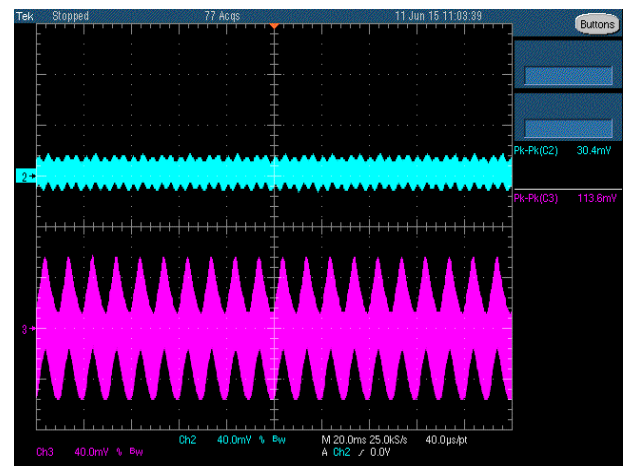 Tek Stopped 77 Acqs 11 Jun 15 11:03:39
Buttons
Pk-Pk(C2) 30.4mV
2
Pk-Pk(C3) 113.6mV
3
Ch2 40.0mV % Bw M 20.0ms 25.0kS/s 40.0µs/pt
Ch3 40.0mV % Bw A Ch2 / 0.0V